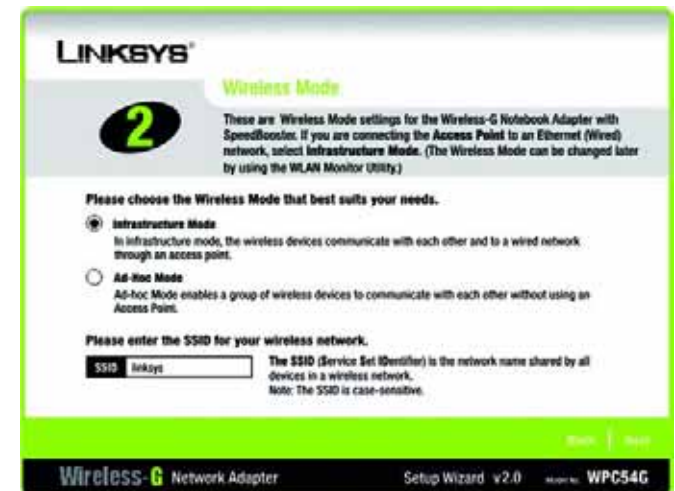 LINKSYS®
Wireless Mode
2
These are Wireless Mode settings for the Wireless-G Notebook Adapter with
SpeedBooster. If you are connecting the Access Point to an Ethernet (Wired)
network, select Infrastructure Mode. (The Wireless Mode can be changed later
by using the WLAN Monitor Utility.)
Please choose the Wireless Mode that best suits your needs.
Infrastructure Mode
In infrastructure mode, the wireless devices communicate with each other and to a wired network
through an access point.
Ad-Hoc Mode
Ad-hoc Mode enables a group of wireless devices to communicate with each other without using an
Access Point.
Please enter the SSID for your wireless network.
SSID linksys
The SSID (Service Set IDentifier) is the network name shared by all
devices in a wireless network.
Note: The SSID is case-sensitive.
Back | Next
Wireless-G Network Adapter Setup Wizard v2.0 Model No. WPC54G